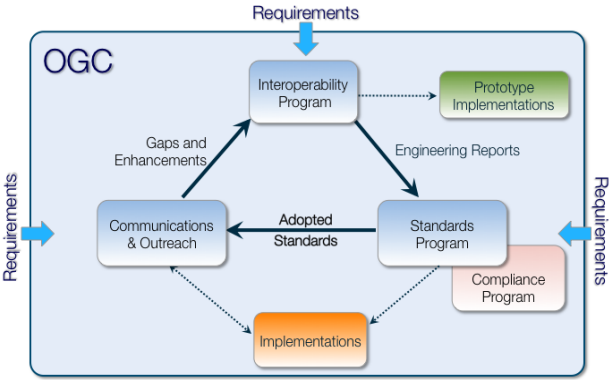 Requirements
OGC
Interoperability
Program
Prototype
Implementations
Gaps and
Enhancements
Engineering Reports
Requirements
Communications
& Outreach
Adopted
Standards
Standards
Program
Requirements
Compliance
Program
Implementations